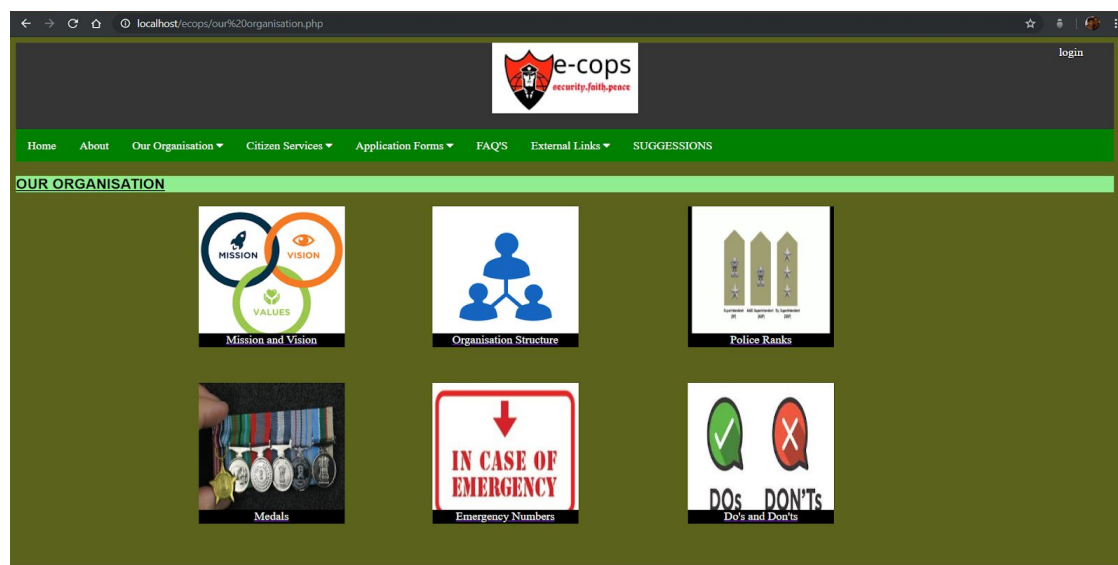 localhost/ecops/our%20organisation.php
login
e-cops
security.faith.peace
Home About Our Organisation Citizen Services Application Forms FAQ'S External Links SUGGESSIONS
OUR ORGANISATION
MISSION VISION
VALUES
Mission and Vision Organisation Structure Police Ranks
IN CASE OF
EMERGENCY
DOs DON'Ts
Medals Emergency Numbers Do's and Don'ts